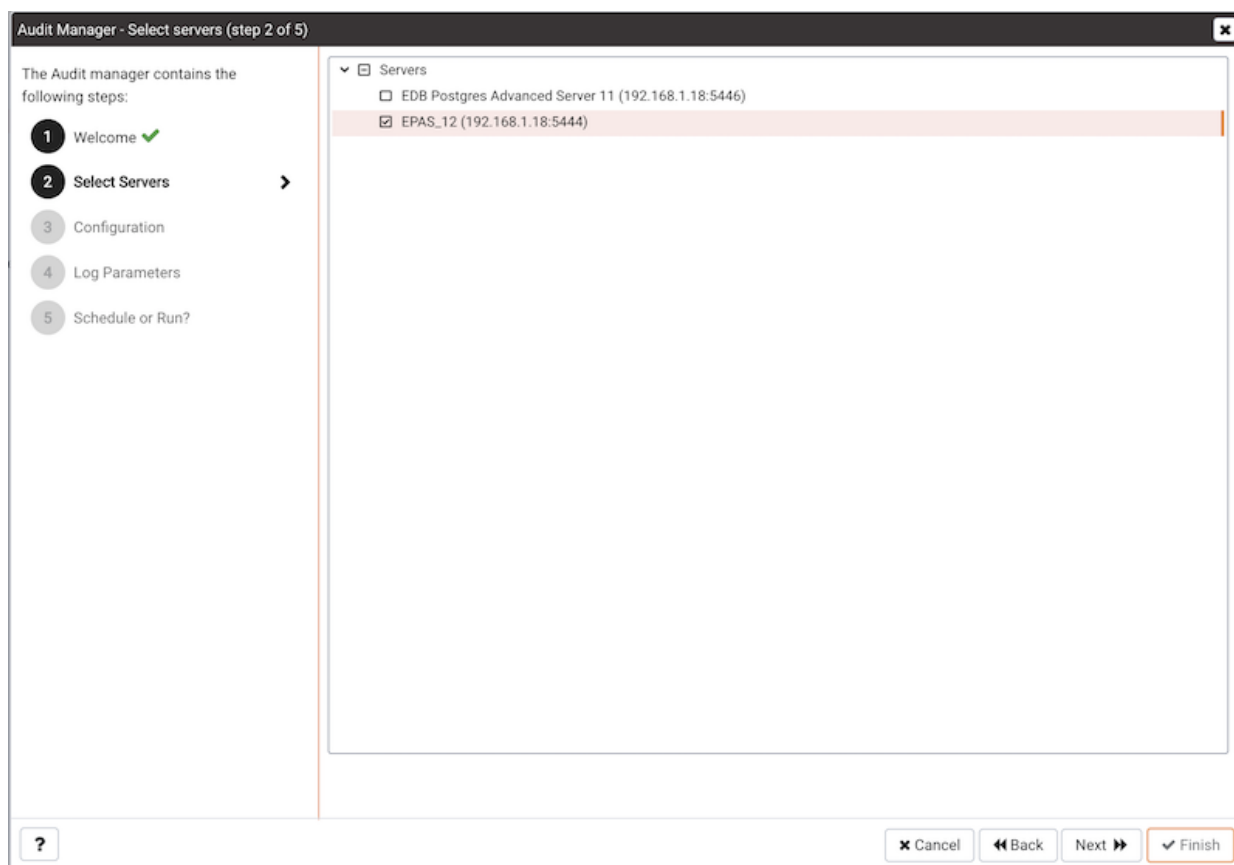 Audit Manager - Select servers (step 2 of 5)
The Audit manager contains the
following steps:
1 Welcome
2 Select Servers
3 Configuration
4 Log Parameters
5 Schedule or Run?
Servers
EDB Postgres Advanced Server 11 (192.168.1.18:5446)
EPAS_12 (192.168.1.18:5444)
? Cancel Back Next Finish